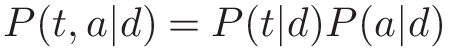 P(t, a|d) = P(t|d)P(a|d)